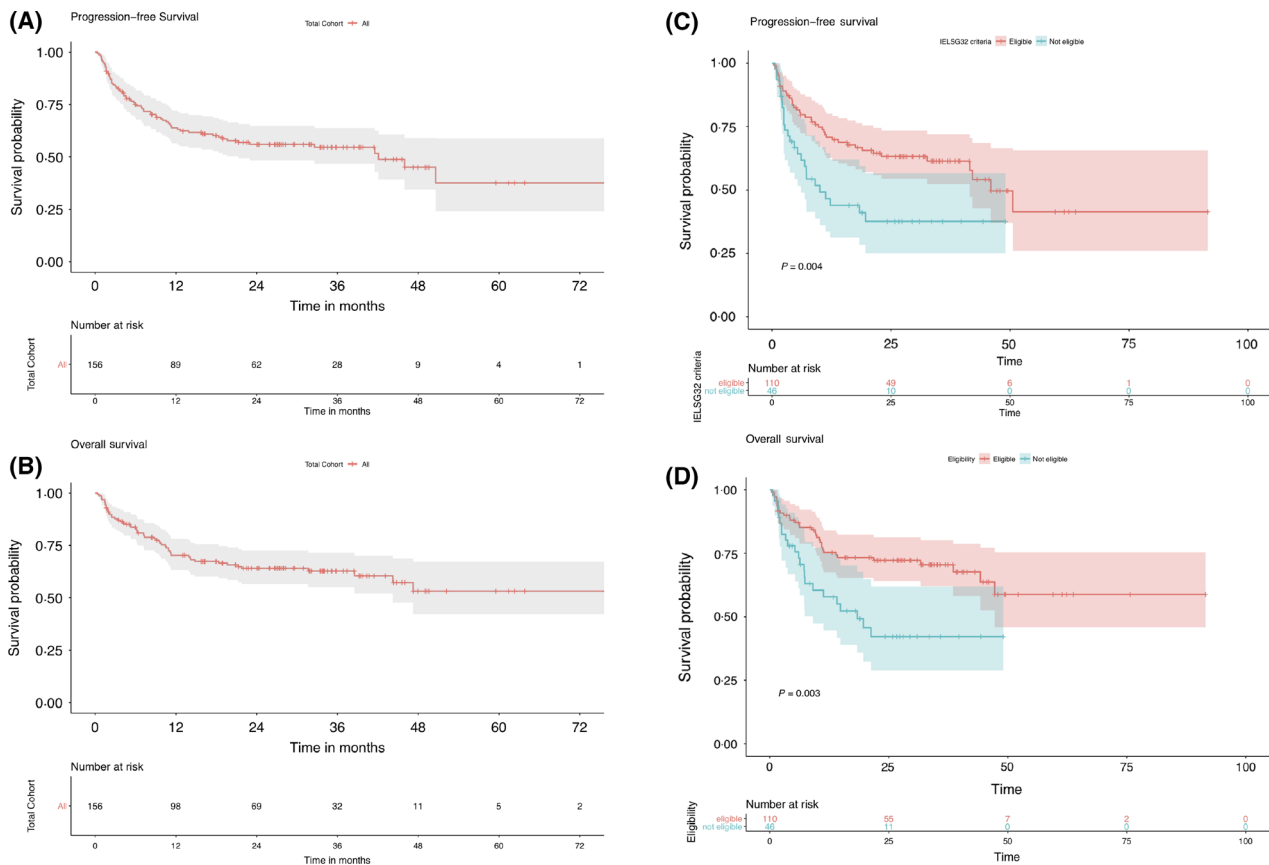 (A)
Progression-free Survival
Total Cohort All
Survival probability
1·00
0·75
0·50
0·25
0·00
0 12 24 36 48 60 72
Time in months
Number at risk
Total Cohort
All 156 89 62 28 9 4 1
0 12 24 36 48 60 72
Time in months
(B)
Overall survival
Total Cohort All
Survival probability
1·00
0·75
0·50
0·25
0·00
0 12 24 36 48 60 72
Time in months
Number at risk
Total Cohort
All 156 98 69 32 11 5 2
0 12 24 36 48 60 72
Time in months
(C)
Progression-free survival
IELSG32 criteria Eligible Not eligible
Survival probability
1·00
0·75
0·50
0·25
0·00
P = 0.004
0 25 50 75 100
Time
Number at risk
IELSG32 criteria
eligible 110 49 6 1 0
not eligible 46 10 0 0 0
0 25 50 75 100
Time
(D)
Overall survival
Eligibility Eligible Not eligible
Survival probability
1·00
0·75
0·50
0·25
0·00
P = 0.003
0 25 50 75 100
Time
Number at risk
Eligibility
eligible 110 55 7 2 0
not eligible 46 11 0 0 0
0 25 50 75 100
Time